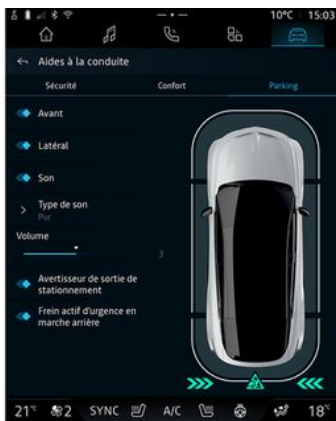 10°C 15:03
Aides à la conduite
Sécurité Confort Parking
Avant
Latéral
Son
Type de son
Pur
Volume
3
Avertisseur de sortie de
stationnement
Frein actif d'urgence en
marche arrière
21°C 2 SYNC A/C 18°C